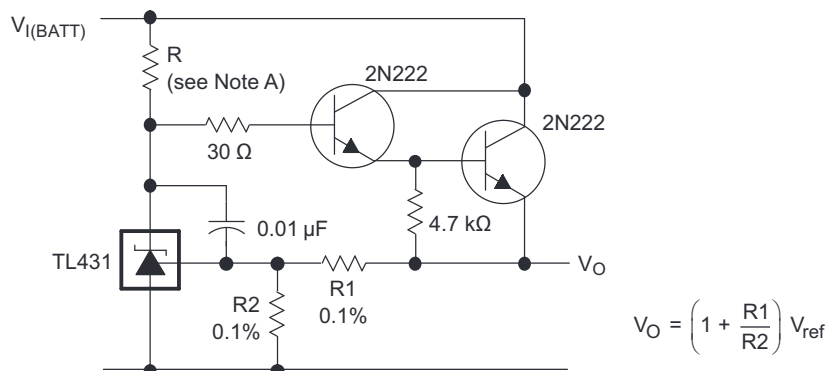 V_I(BATT)
R
(see Note A)
2N222
2N222
30 Ω
0.01 µF
4.7 kΩ
TL431
V_O
R1
0.1%
R2
0.1%
V_O = (1 + R1/R2) V_ref